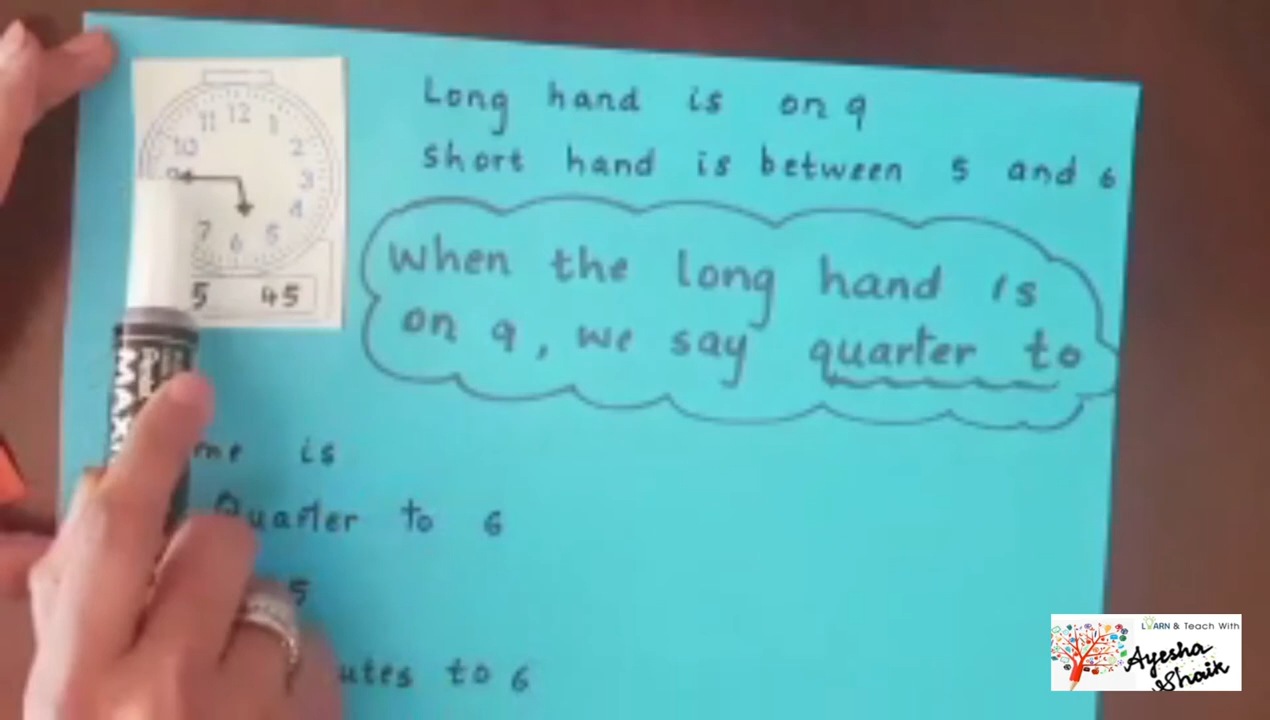 Long hand is on 9
short hand is between 5 and 6
When the long hand is
on 9, we say quarter to
12
11 1
10 2
3
4
7 6 5
5 45
is
Quarter to 6
5
to 6
MAX
LEARN & Teach With
Ayesha
Shaik